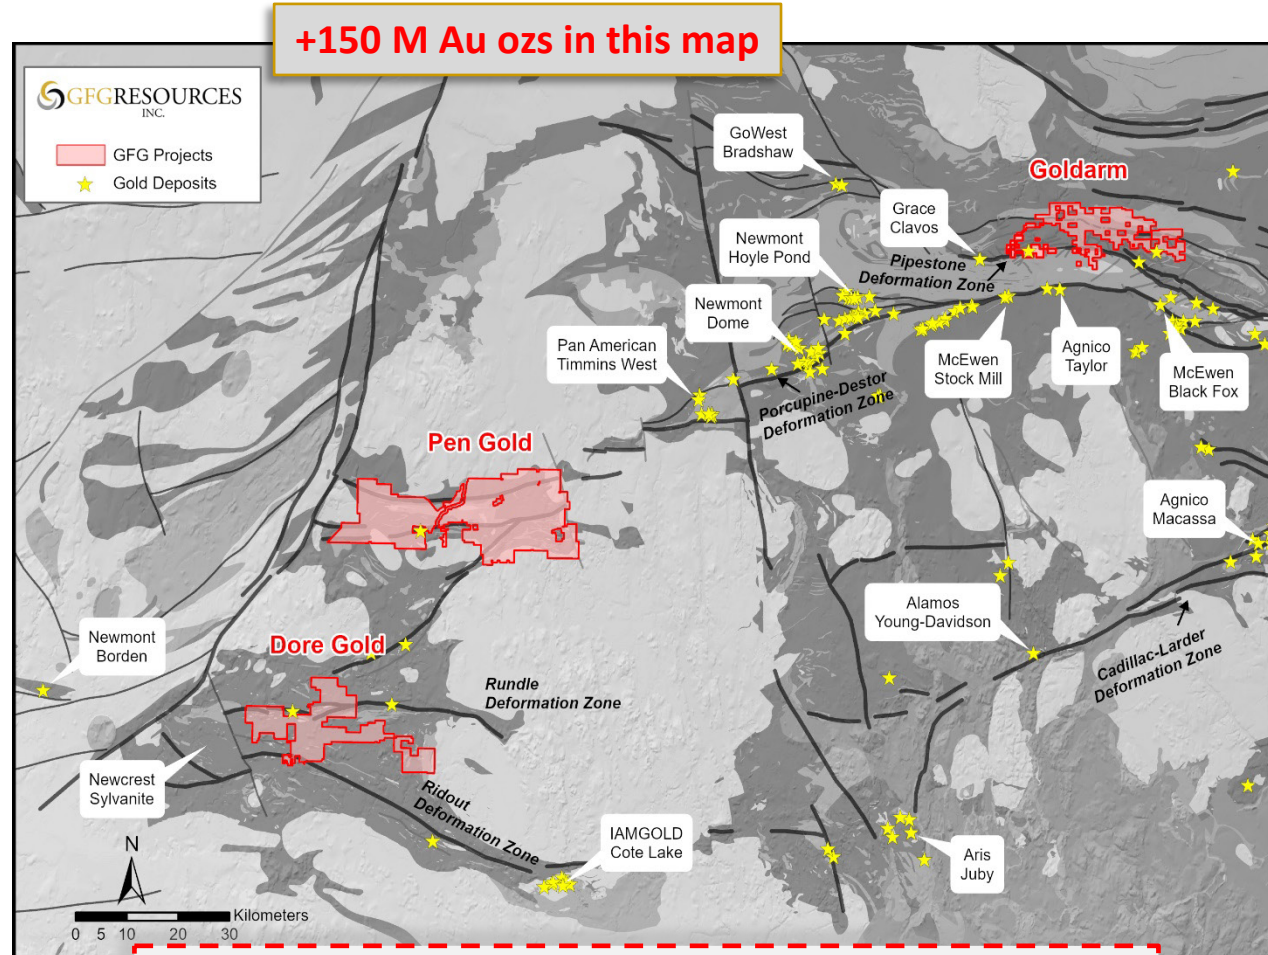 +150 M Au ozs in this map
GFGRESOURCES
INC.
GFG Projects
Gold Deposits
GoWest
Bradshaw
Goldarm
Grace
Clavos
Newmont
Hoyle Pond
Pipestone
Deformation Zone
Newmont
Dome
Pan American
Timmins West
McEwen
Stock Mill
Agnico
Taylor
McEwen
Black Fox
Porcupine-Destor
Deformation Zone
Pen Gold
Agnico
Macassa
Alamos
Young-Davidson
Newmont
Borden
Dore Gold
Cadillac-Larder
Deformation Zone
Rundle
Deformation Zone
Newcrest
Sylvanite
Ridout
Deformation Zone
IAMGOLD
Cote Lake
Aris
Juby
N
Kilometers
0 5 10 20 30